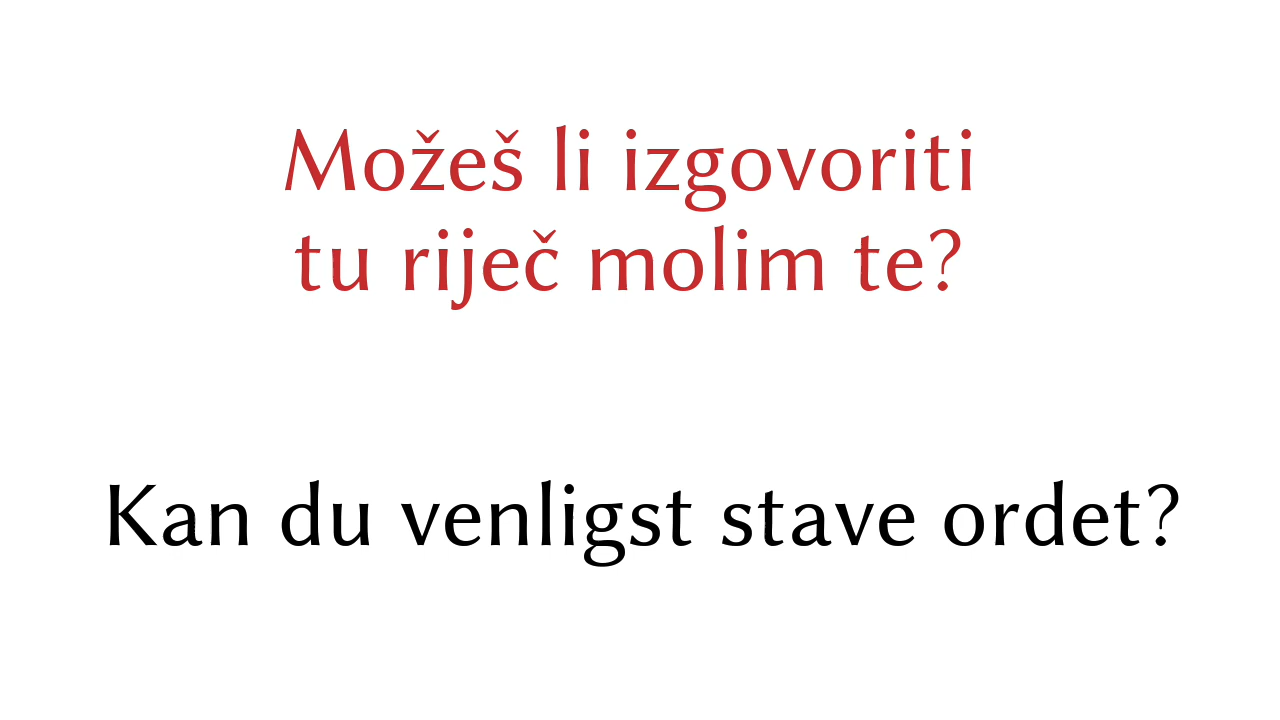 Možeš li izgovoriti
tu riječ molim te?
Kan du venligst stave ordet?